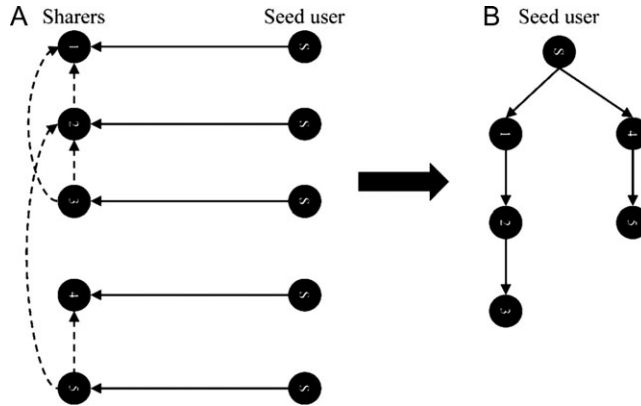 A Sharers Seed user
1 S
2 S
3 S
4 S
5 S
B Seed user
S
1 4
2 5
3